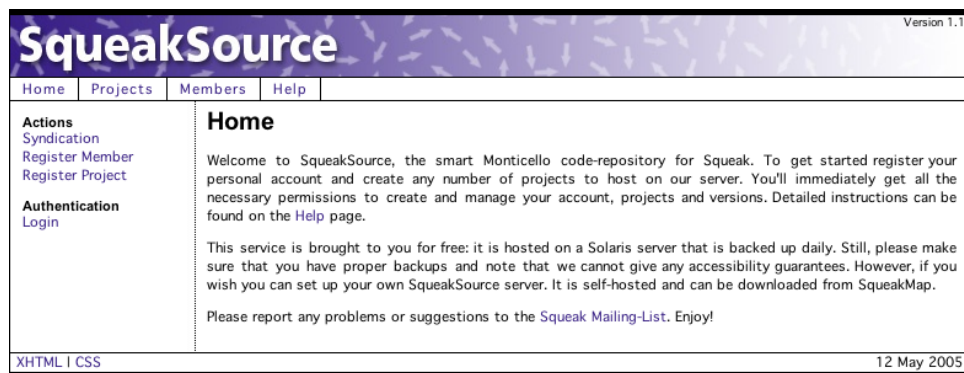 Version 1.1
SqueakSource
Home Projects Members Help
Actions
Syndication
Register Member
Register Project
Authentication
Login
Home
Welcome to SqueakSource, the smart Monticello code-repository for Squeak. To get started register your
personal account and create any number of projects to host on our server. You'll immediately get all the
necessary permissions to create and manage your account, projects and versions. Detailed instructions can be
found on the Help page.
This service is brought to you for free: it is hosted on a Solaris server that is backed up daily. Still, please make
sure that you have proper backups and note that we cannot give any accessibility guarantees. However, if you
wish you can set up your own SqueakSource server. It is self-hosted and can be downloaded from SqueakMap.
Please report any problems or suggestions to the Squeak Mailing-List. Enjoy!
XHTML | CSS
12 May 2005